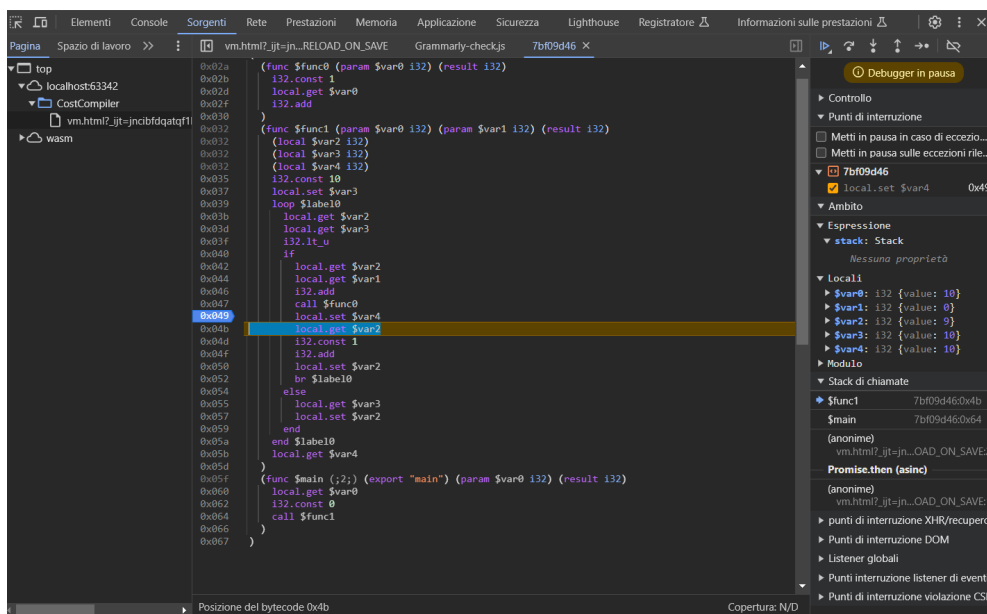 Elementi Console Sorgenti Rete Prestazioni Memoria Applicazione Sicurezza Lighthouse Registratore Informazioni sulle prestazioni
Pagina Spazio di lavoro
top
localhost:63342
CostCompiler
vm.html?_ijt=jncibfdqatqf1l
wasm
vm.html?_ijt=jn...RELOAD_ON_SAVE Grammarly-check.js 7bf09d46
0x02a (func $func0 (param $var0 i32) (result i32)
0x02b i32.const 1
0x02d local.get $var0
0x02f i32.add
0x030 )
0x032 (func $func1 (param $var0 i32) (param $var1 i32) (result i32)
0x032 (local $var2 i32)
0x032 (local $var3 i32)
0x032 (local $var4 i32)
0x035 i32.const 10
0x037 local.set $var3
0x039 loop $label0
0x03b local.get $var2
0x03d local.get $var3
0x03f i32.lt_u
0x040 if
0x042 local.get $var2
0x044 local.get $var1
0x046 i32.add
0x047 call $func0
0x049 local.set $var4
0x04b local.get $var2
0x04d i32.const 1
0x04f i32.add
0x050 local.set $var2
0x052 br $label0
0x054 else
0x055 local.get $var3
0x057 local.set $var2
0x059 end
0x05a end $label0
0x05b local.get $var4
0x05d )
0x05f (func $main (;2;) (export "main") (param $var0 i32) (result i32)
0x060 local.get $var0
0x062 i32.const 0
0x064 call $func1
0x066 )
0x067 )
Posizione del bytecode 0x4b Copertura: N/D
Debugger in pausa
Controllo
Punti di interruzione
Metti in pausa in caso di eccezio...
Metti in pausa sulle eccezioni rile...
7bf09d46
local.set $var4 0x49
Ambito
Espressione
stack: Stack
Nessuna proprietà
Locali
$var0: i32 {value: 10}
$var1: i32 {value: 0}
$var2: i32 {value: 9}
$var3: i32 {value: 10}
$var4: i32 {value: 10}
Modulo
Stack di chiamate
$func1 7bf09d46:0x4b
$main 7bf09d46:0x64
(anonime)
vm.html?_ijt=jn...OAD_ON_SAVE:
Promise.then (asinc)
(anonime)
vm.html?_ijt=jn...OAD_ON_SAVE:
punti di interruzione XHR/recupero
Punti di interruzione DOM
Listener globali
Punti interruzione listener di event
Punti di interruzione violazione CS